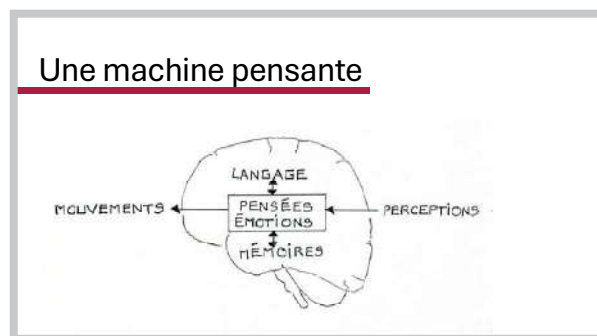 Une machine pensante
LANGAGE
MOUVEMENTS
PENSÉES
ÉMOTIONS
PERCEPTIONS
MÉMOIRES